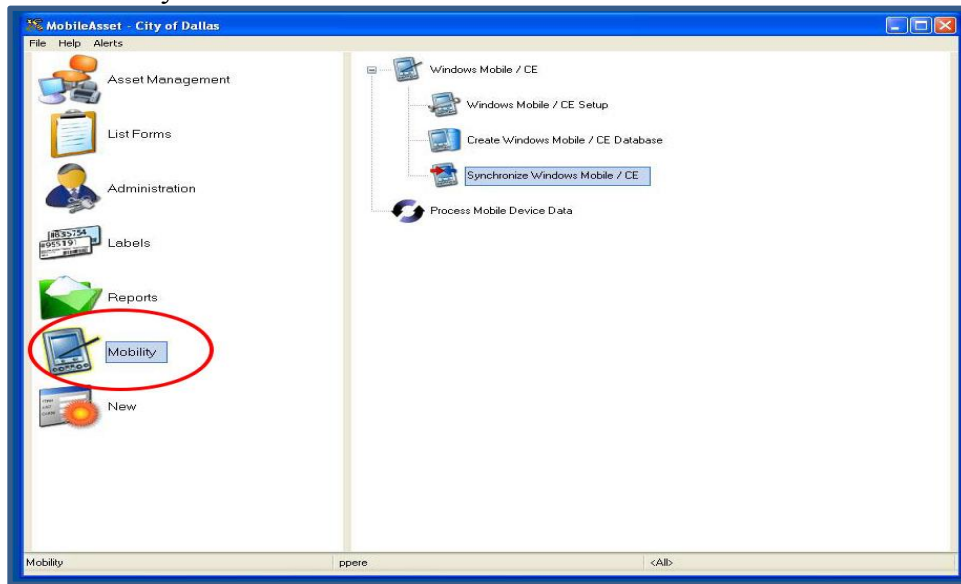 MobileAsset - City of Dallas
File Help Alerts
Asset Management
List Forms
Administration
Labels
Reports
Mobility
New
Windows Mobile / CE
Windows Mobile / CE Setup
Create Windows Mobile / CE Database
Synchronize Windows Mobile / CE
Process Mobile Device Data
Mobility ppere <All>